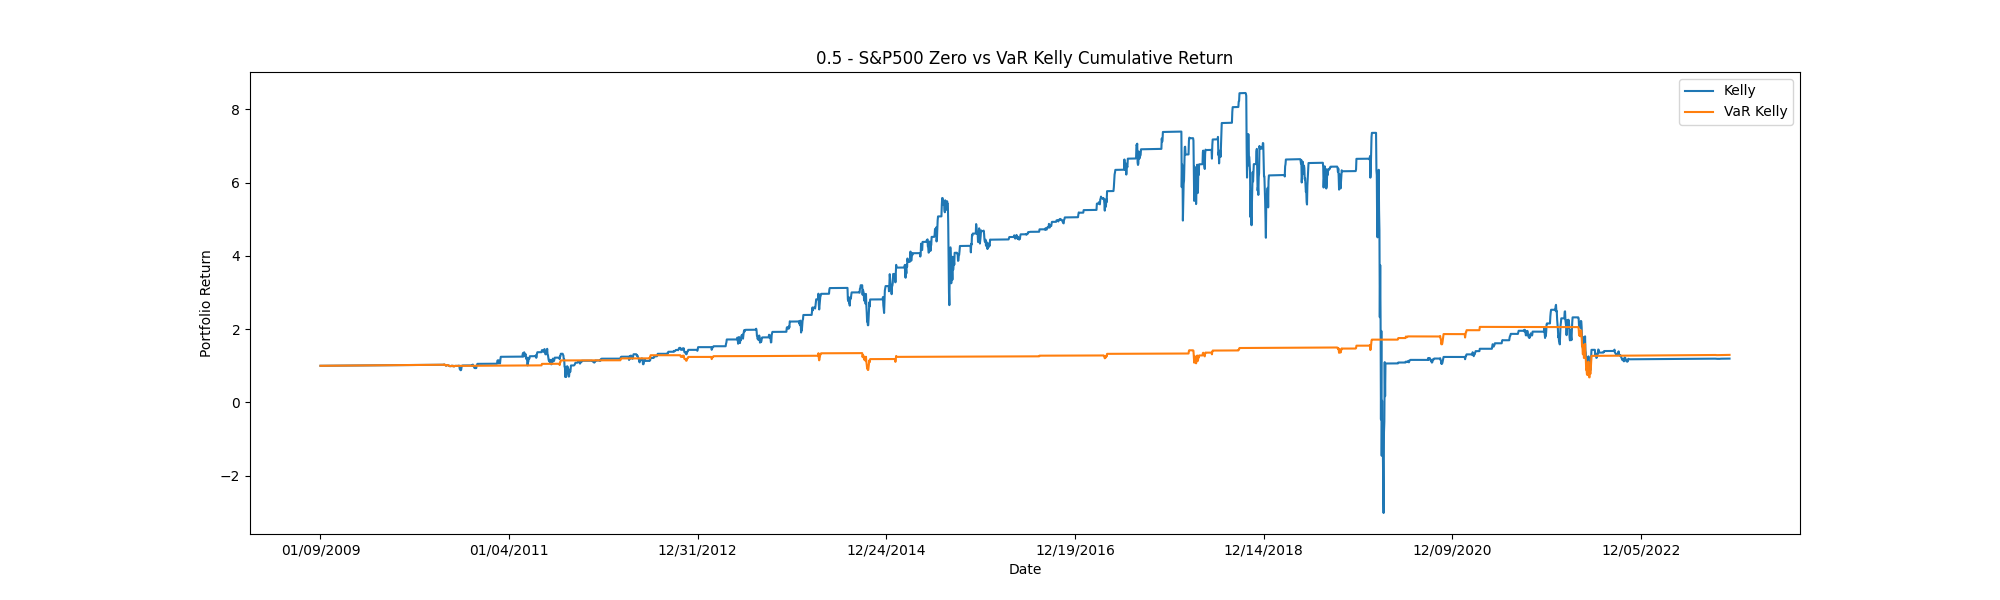 0.5 - S&P500 Zero vs VaR Kelly Cumulative Return
Kelly
VaR Kelly
Portfolio Return
8
6
4
2
0
−2
01/09/2009 01/04/2011 12/31/2012 12/24/2014 12/19/2016 12/14/2018 12/09/2020 12/05/2022
Date